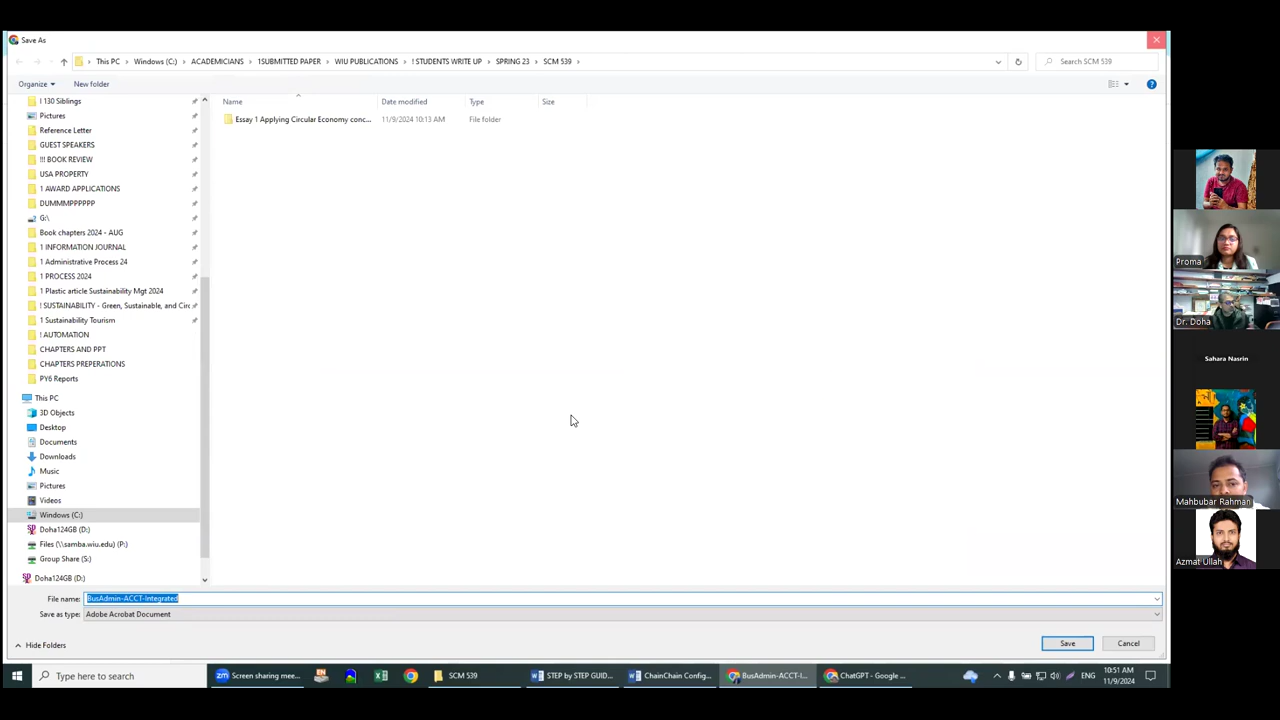 Save As
This PC > Windows (C:) > ACADEMICIANS > 1SUBMITTED PAPER > WIU PUBLICATIONS > ! STUDENTS WRITE UP > SPRING 23 > SCM 539 >
Search SCM 539
Organize
New folder
Name
Date modified
Type
Size
Essay 1 Applying Circular Economy conc...
11/9/2024 10:13 AM
File folder
I 130 Siblings
Pictures
Reference Letter
GUEST SPEAKERS
!!! BOOK REVIEW
USA PROPERTY
1 AWARD APPLICATIONS
DUMMMPPPPPP
G:\
Book chapters 2024 - AUG
1 INFORMATION JOURNAL
1 Administrative Process 24
1 PROCESS 2024
1 Plastic article Sustainability Mgt 2024
! SUSTAINABILITY - Green, Sustainable, and Circ
1 Sustainability Tourism
! AUTOMATION
CHAPTERS AND PPT
CHAPTERS PREPERATIONS
PY6 Reports
This PC
3D Objects
Desktop
Documents
Downloads
Music
Pictures
Videos
Windows (C:)
Doha124GB (D:)
Files (\\samba.wiu.edu) (P:)
Group Share (S:)
Doha124GB (D:)
File name: BusAdmin-ACCT-Integrated
Save as type: Adobe Acrobat Document
Hide Folders
Save
Cancel
Type here to search
Screen sharing mee...
SCM 539
STEP by STEP GUID...
ChainChain Config...
BusAdmin-ACCT-I...
ChatGPT - Google ...
ENG
10:51 AM
11/9/2024
Proma
Dr. Doha
Sahara Nasrin
Mahbubar Rahman
Azmat Ullah